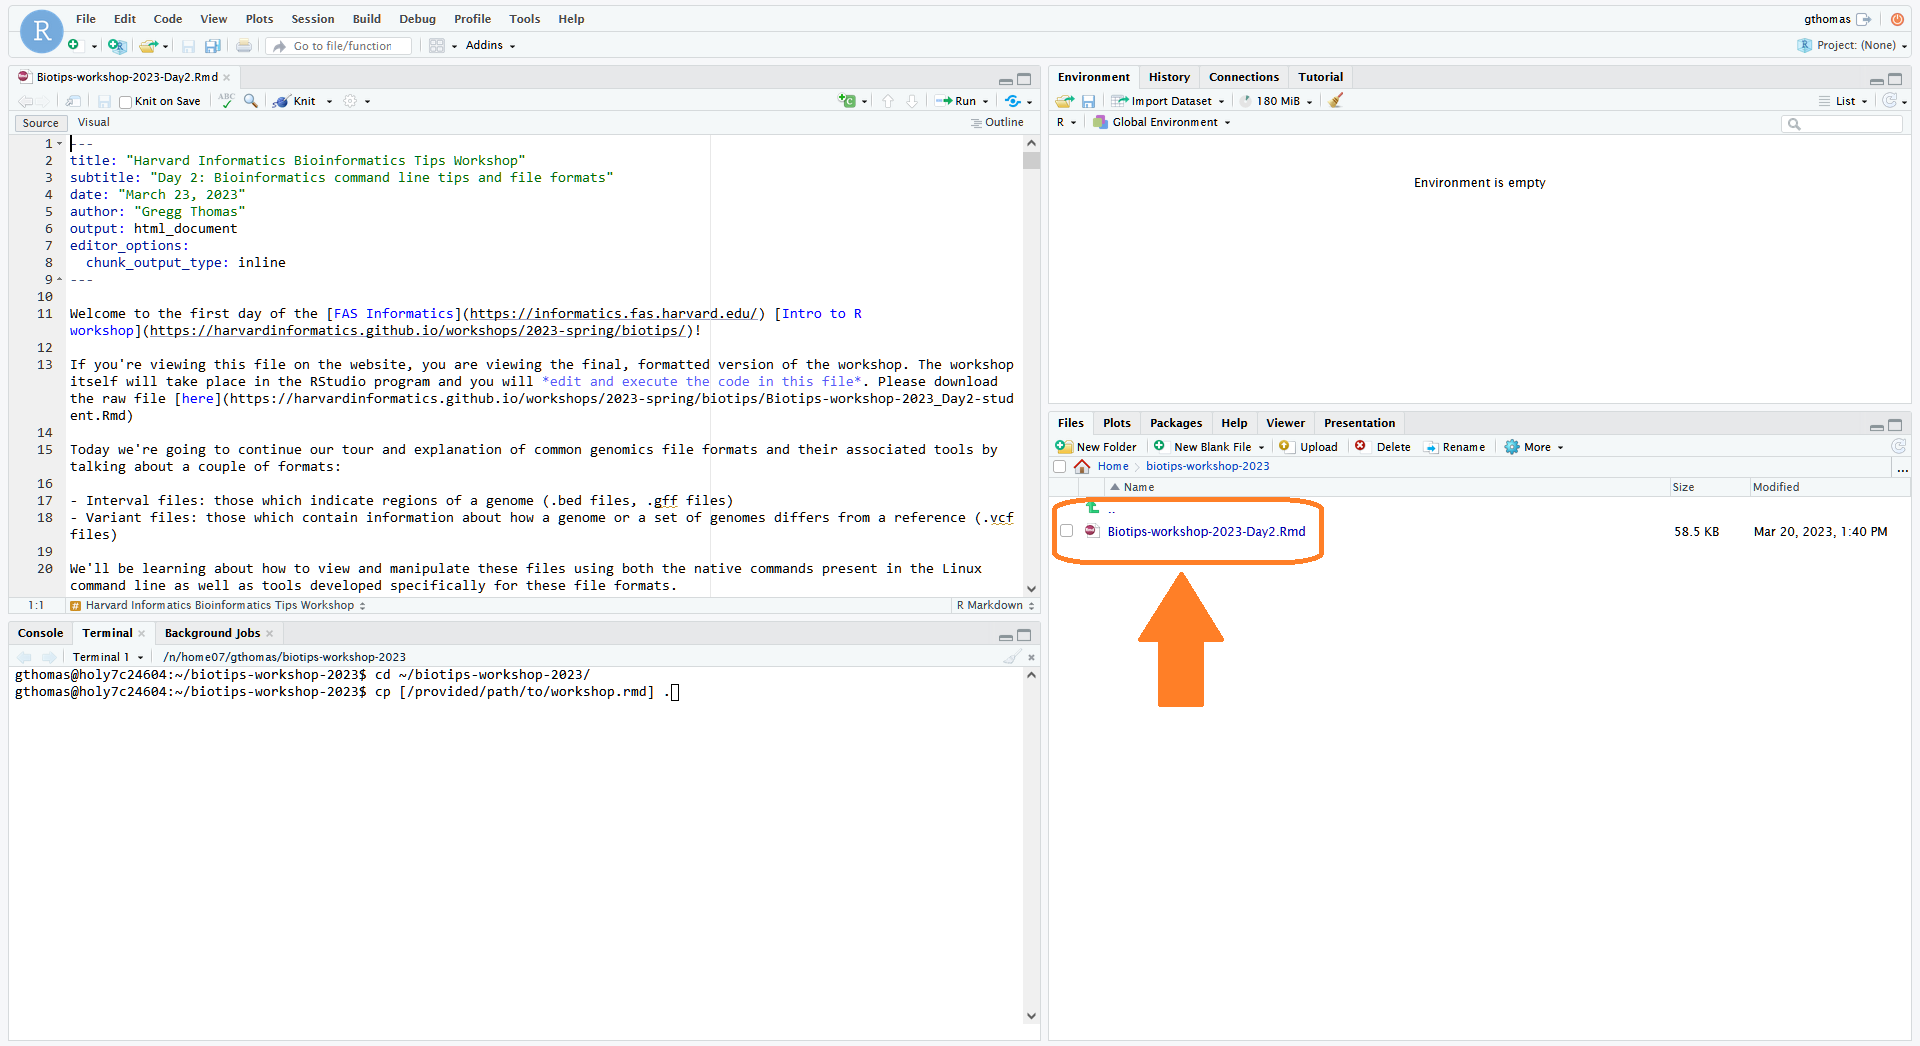 R
File Edit Code View Plots Session Build Debug Profile Tools Help
gthomas
Go to file/function
Addins
Project: (None)
Biotips-workshop-2023-Day2.Rmd
Knit on Save
ABC
Knit
C
Run
Source
Visual
Outline
1 ---
2 title: "Harvard Informatics Bioinformatics Tips Workshop"
3 subtitle: "Day 2: Bioinformatics command line tips and file formats"
4 date: "March 23, 2023"
5 author: "Gregg Thomas"
6 output: html_document
7 editor_options:
8 chunk_output_type: inline
9 ---
10
11 Welcome to the first day of the [FAS Informatics](https://informatics.fas.harvard.edu/) [Intro to R
workshop](https://harvardinformatics.github.io/workshops/2023-spring/biotips/)!
12
13 If you're viewing this file on the website, you are viewing the final, formatted version of the workshop. The workshop
itself will take place in the RStudio program and you will *edit and execute the code in this file*. Please download
the raw file [here](https://harvardinformatics.github.io/workshops/2023-spring/biotips/Biotips-workshop-2023_Day2-stud
ent.Rmd)
14
15 Today we're going to continue our tour and explanation of common genomics file formats and their associated tools by
talking about a couple of formats:
16
17 - Interval files: those which indicate regions of a genome (.bed files, .gff files)
18 - Variant files: those which contain information about how a genome or a set of genomes differs from a reference (.vcf
files)
19
20 We'll be learning about how to view and manipulate these files using both the native commands present in the Linux
command line as well as tools developed specifically for these file formats.
1:1
# Harvard Informatics Bioinformatics Tips Workshop
R Markdown
Console Terminal Background Jobs
Terminal 1 /n/home07/gthomas/biotips-workshop-2023
gthomas@holy7c24604:~/biotips-workshop-2023$ cd ~/biotips-workshop-2023/
gthomas@holy7c24604:~/biotips-workshop-2023$ cp [/provided/path/to/workshop.rmd] .
Environment History Connections Tutorial
Import Dataset 180 MiB
List
R Global Environment
Environment is empty
Files Plots Packages Help Viewer Presentation
New Folder New Blank File Upload Delete Rename More
Home biotips-workshop-2023
...
Name Size Modified
..
Biotips-workshop-2023-Day2.Rmd 58.5 KB Mar 20, 2023, 1:40 PM